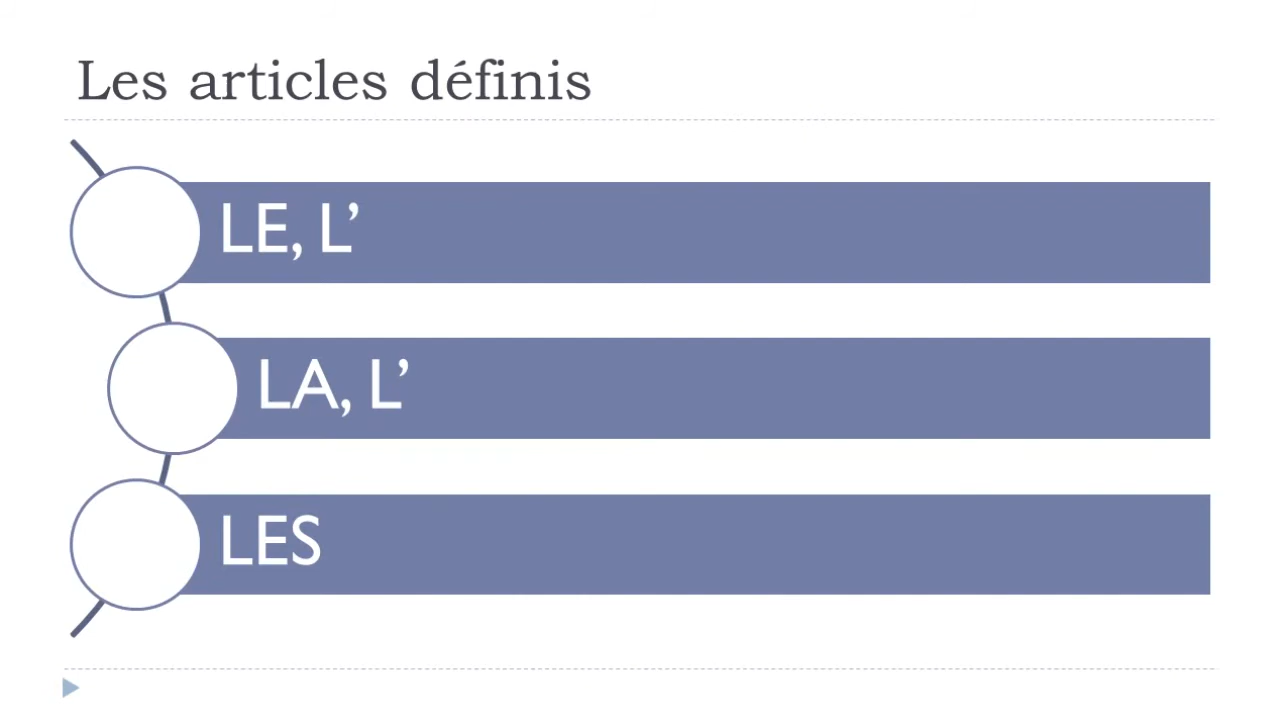 Les articles définis
LE, L’
LA, L’
LES